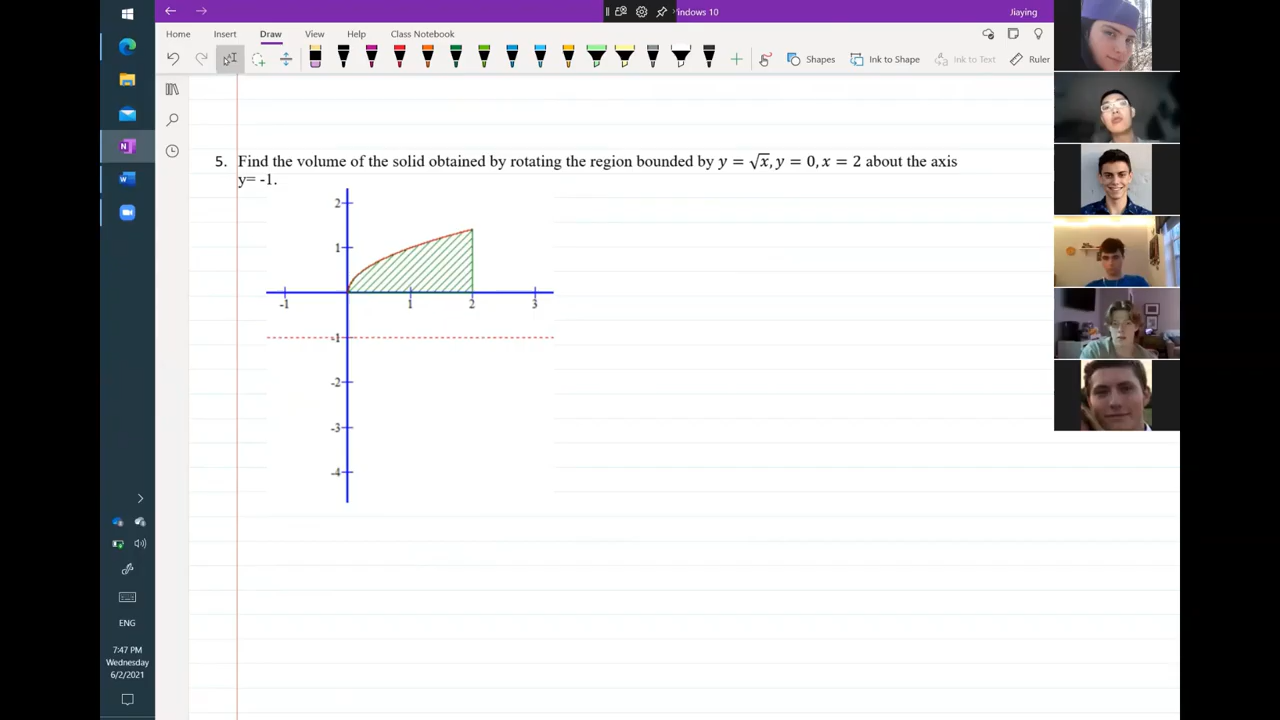 indows 10
Jiaying
Home Insert Draw View Help Class Notebook
Shapes Ink to Shape Ink to Text Ruler
5. Find the volume of the solid obtained by rotating the region bounded by y = √x, y = 0, x = 2 about the axis
y= -1.
2
1
-1 1 2 3
-1
-2
-3
-4
ENG
7:47 PM
Wednesday
6/2/2021